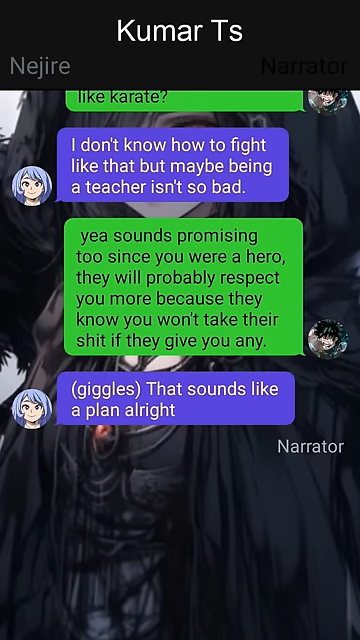 Kumar Ts
Nejire
Narrator
like karate?
I don't know how to fight
like that but maybe being
a teacher isn't so bad.
yea sounds promising
too since you were a hero,
they will probably respect
you more because they
know you won't take their
shit if they give you any.
(giggles) That sounds like
a plan alright
Narrator